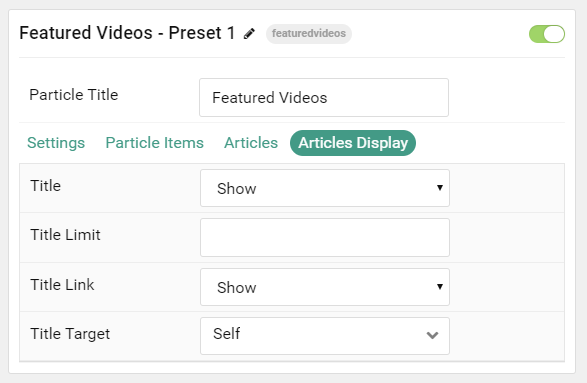 Featured Videos - Preset 1 featuredvideos
Particle Title Featured Videos
Settings Particle Items Articles Articles Display
Title Show
Title Limit
Title Link Show
Title Target Self